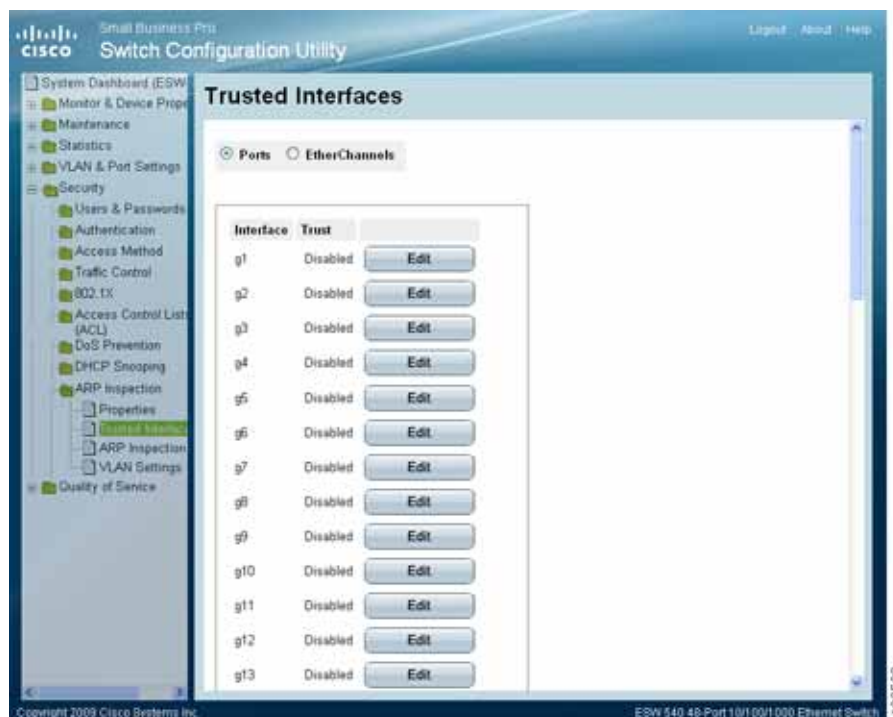 Small Business Pro
cisco Switch Configuration Utility
Logout About Help
System Dashboard (ESW
Monitor & Device Prope
Maintenance
Statistics
VLAN & Port Settings
Security
Users & Passwords
Authentication
Access Method
Traffic Control
802.1X
Access Control Lists
(ACL)
DoS Prevention
DHCP Snooping
ARP Inspection
Properties
Trusted Interfac
ARP Inspection
VLAN Settings
Quality of Service
Trusted Interfaces
Ports EtherChannels
Interface Trust
g1 Disabled Edit
g2 Disabled Edit
g3 Disabled Edit
g4 Disabled Edit
g5 Disabled Edit
g6 Disabled Edit
g7 Disabled Edit
g8 Disabled Edit
g9 Disabled Edit
g10 Disabled Edit
g11 Disabled Edit
g12 Disabled Edit
g13 Disabled Edit
Copyright 2009 Cisco Systems Inc.
ESW 540 48-Port 10/100/1000 Ethernet Switch